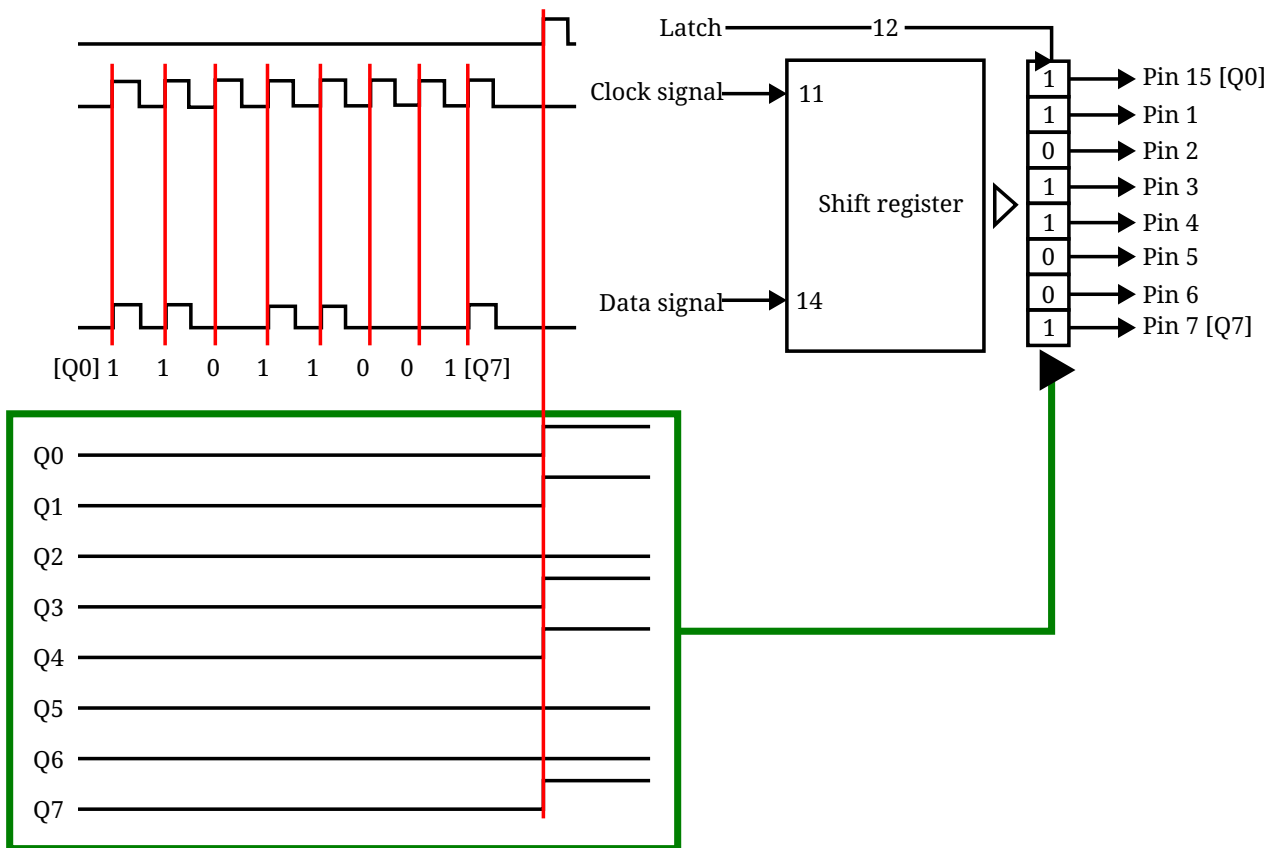 Latch 12
Clock signal 11
Shift register
Data signal 14
1 Pin 15 [Q0]
1 Pin 1
0 Pin 2
1 Pin 3
1 Pin 4
0 Pin 5
0 Pin 6
1 Pin 7 [Q7]
[Q0] 1 1 0 1 1 0 0 1 [Q7]
Q0
Q1
Q2
Q3
Q4
Q5
Q6
Q7